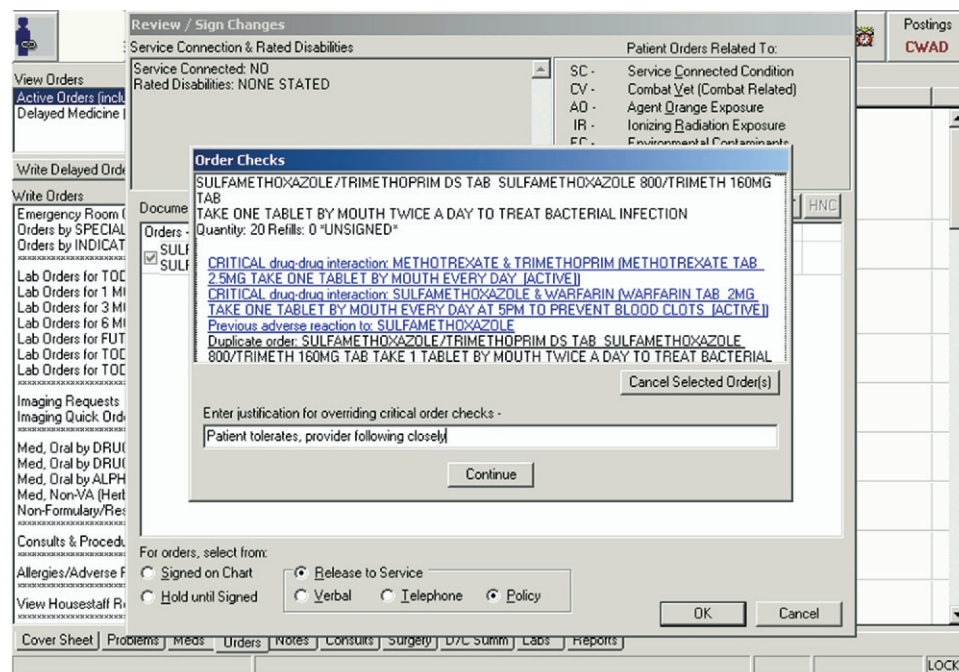 Review / Sign Changes
Postings
CWAD
Service Connection & Rated Disabilities
Patient Orders Related To:
Service Connected: NO
Rated Disabilities: NONE STATED
SC - Service Connected Condition
CV - Combat Vet (Combat Related)
AO - Agent Orange Exposure
IR - Ionizing Radiation Exposure
EC - Environmental Contaminants
View Orders
Active Orders (inclu
Delayed Medicine
Write Delayed Orde
Write Orders
Emergency Room
Orders by SPECIAL
Orders by INDICAT
Lab Orders for TOD
Lab Orders for 1 M
Lab Orders for 3 M
Lab Orders for 6 M
Lab Orders for FUT
Lab Orders for TOD
Lab Orders for TOD
Imaging Requests
Imaging Quick Orde
Med, Oral by DRUG
Med, Oral by DRUG
Med, Oral by ALPH
Med, Non-VA (Herb
Non-Formulary/Res
Consults & Procedu
Allergies/Adverse R
View Housestaff R
Docume
HNC
Orders -
SULF
SULF
Order Checks
SULFAMETHOXAZOLE/TRIMETHOPRIM DS TAB SULFAMETHOXAZOLE 800/TRIMETH 160MG
TAB
TAKE ONE TABLET BY MOUTH TWICE A DAY TO TREAT BACTERIAL INFECTION
Quantity: 20 Refills: 0 *UNSIGNED*
CRITICAL drug-drug interaction: METHOTREXATE & TRIMETHOPRIM (METHOTREXATE TAB
2.5MG TAKE ONE TABLET BY MOUTH EVERY DAY [ACTIVE])
CRITICAL drug-drug interaction: SULFAMETHOXAZOLE & WARFARIN (WARFARIN TAB 2MG
TAKE ONE TABLET BY MOUTH EVERY DAY AT 5PM TO PREVENT BLOOD CLOTS [ACTIVE])
Previous adverse reaction to: SULFAMETHOXAZOLE
Duplicate order: SULFAMETHOXAZOLE/TRIMETHOPRIM DS TAB SULFAMETHOXAZOLE
800/TRIMETH 160MG TAB TAKE 1 TABLET BY MOUTH TWICE A DAY TO TREAT BACTERIAL
Cancel Selected Order(s)
Enter justification for overriding critical order checks -
Patient tolerates, provider following closely
Continue
For orders, select from:
Signed on Chart
Release to Service
Hold until Signed
Verbal
Telephone
Policy
OK
Cancel
Cover Sheet
Problems
Meds
Orders
Notes
Consults
Surgery
D/C Summ
Labs
Reports
LOCK